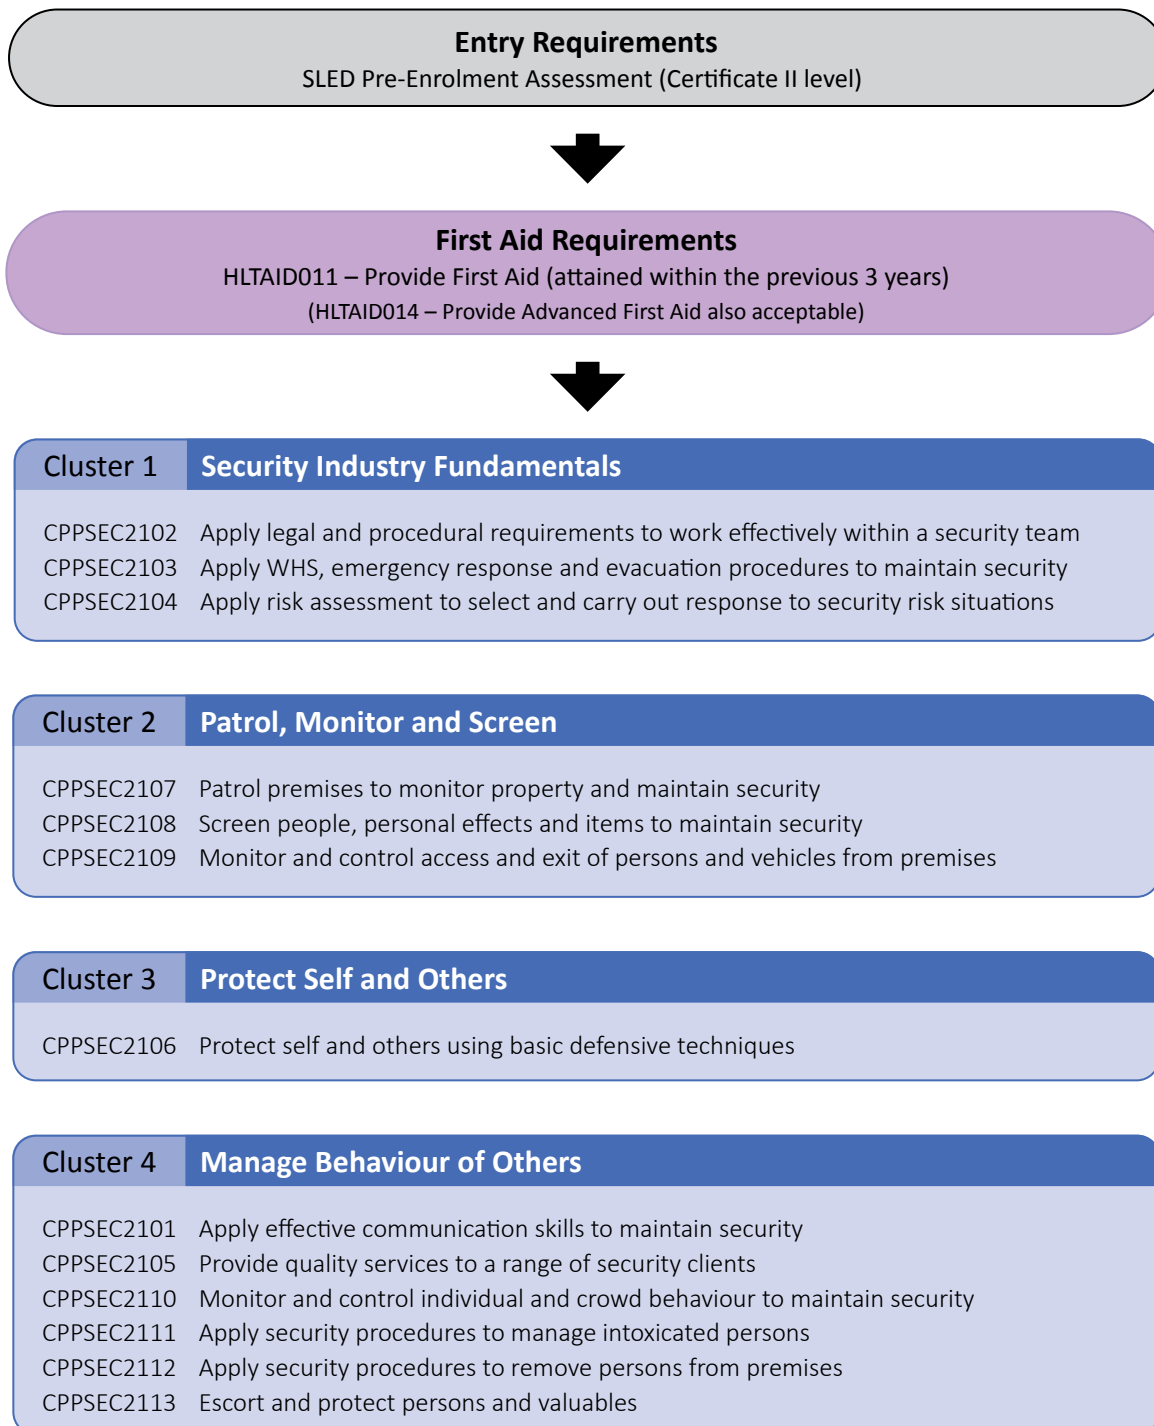 Entry Requirements
SLED Pre-Enrolment Assessment (Certificate II level)
First Aid Requirements
HLTAID011 – Provide First Aid (attained within the previous 3 years)
(HLTAID014 – Provide Advanced First Aid also acceptable)
Cluster 1 Security Industry Fundamentals
CPPSEC2102 Apply legal and procedural requirements to work effectively within a security team
CPPSEC2103 Apply WHS, emergency response and evacuation procedures to maintain security
CPPSEC2104 Apply risk assessment to select and carry out response to security risk situations
Cluster 2 Patrol, Monitor and Screen
CPPSEC2107 Patrol premises to monitor property and maintain security
CPPSEC2108 Screen people, personal effects and items to maintain security
CPPSEC2109 Monitor and control access and exit of persons and vehicles from premises
Cluster 3 Protect Self and Others
CPPSEC2106 Protect self and others using basic defensive techniques
Cluster 4 Manage Behaviour of Others
CPPSEC2101 Apply effective communication skills to maintain security
CPPSEC2105 Provide quality services to a range of security clients
CPPSEC2110 Monitor and control individual and crowd behaviour to maintain security
CPPSEC2111 Apply security procedures to manage intoxicated persons
CPPSEC2112 Apply security procedures to remove persons from premises
CPPSEC2113 Escort and protect persons and valuables